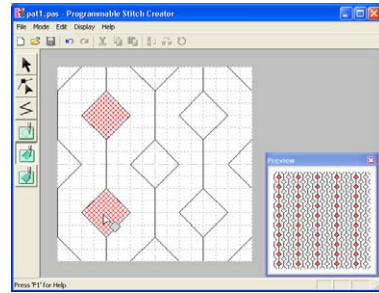 pat1.pas - Programmable Stitch Creator
File Mode Edit Display Help
Preview
Press 'F1' for Help